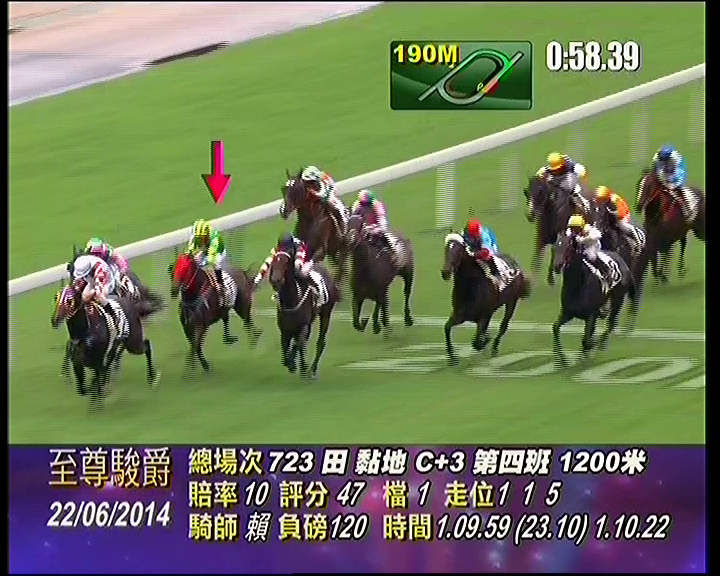 190M 0:58.39
至尊駿爵
22/06/2014
總場次 723 田 黏地 C+3 第四班 1200米
賠率 10 評分 47 檔 1 走位 1 1 5
騎師 賴 負磅 120 時間 1.09.59 (23.10) 1.10.22